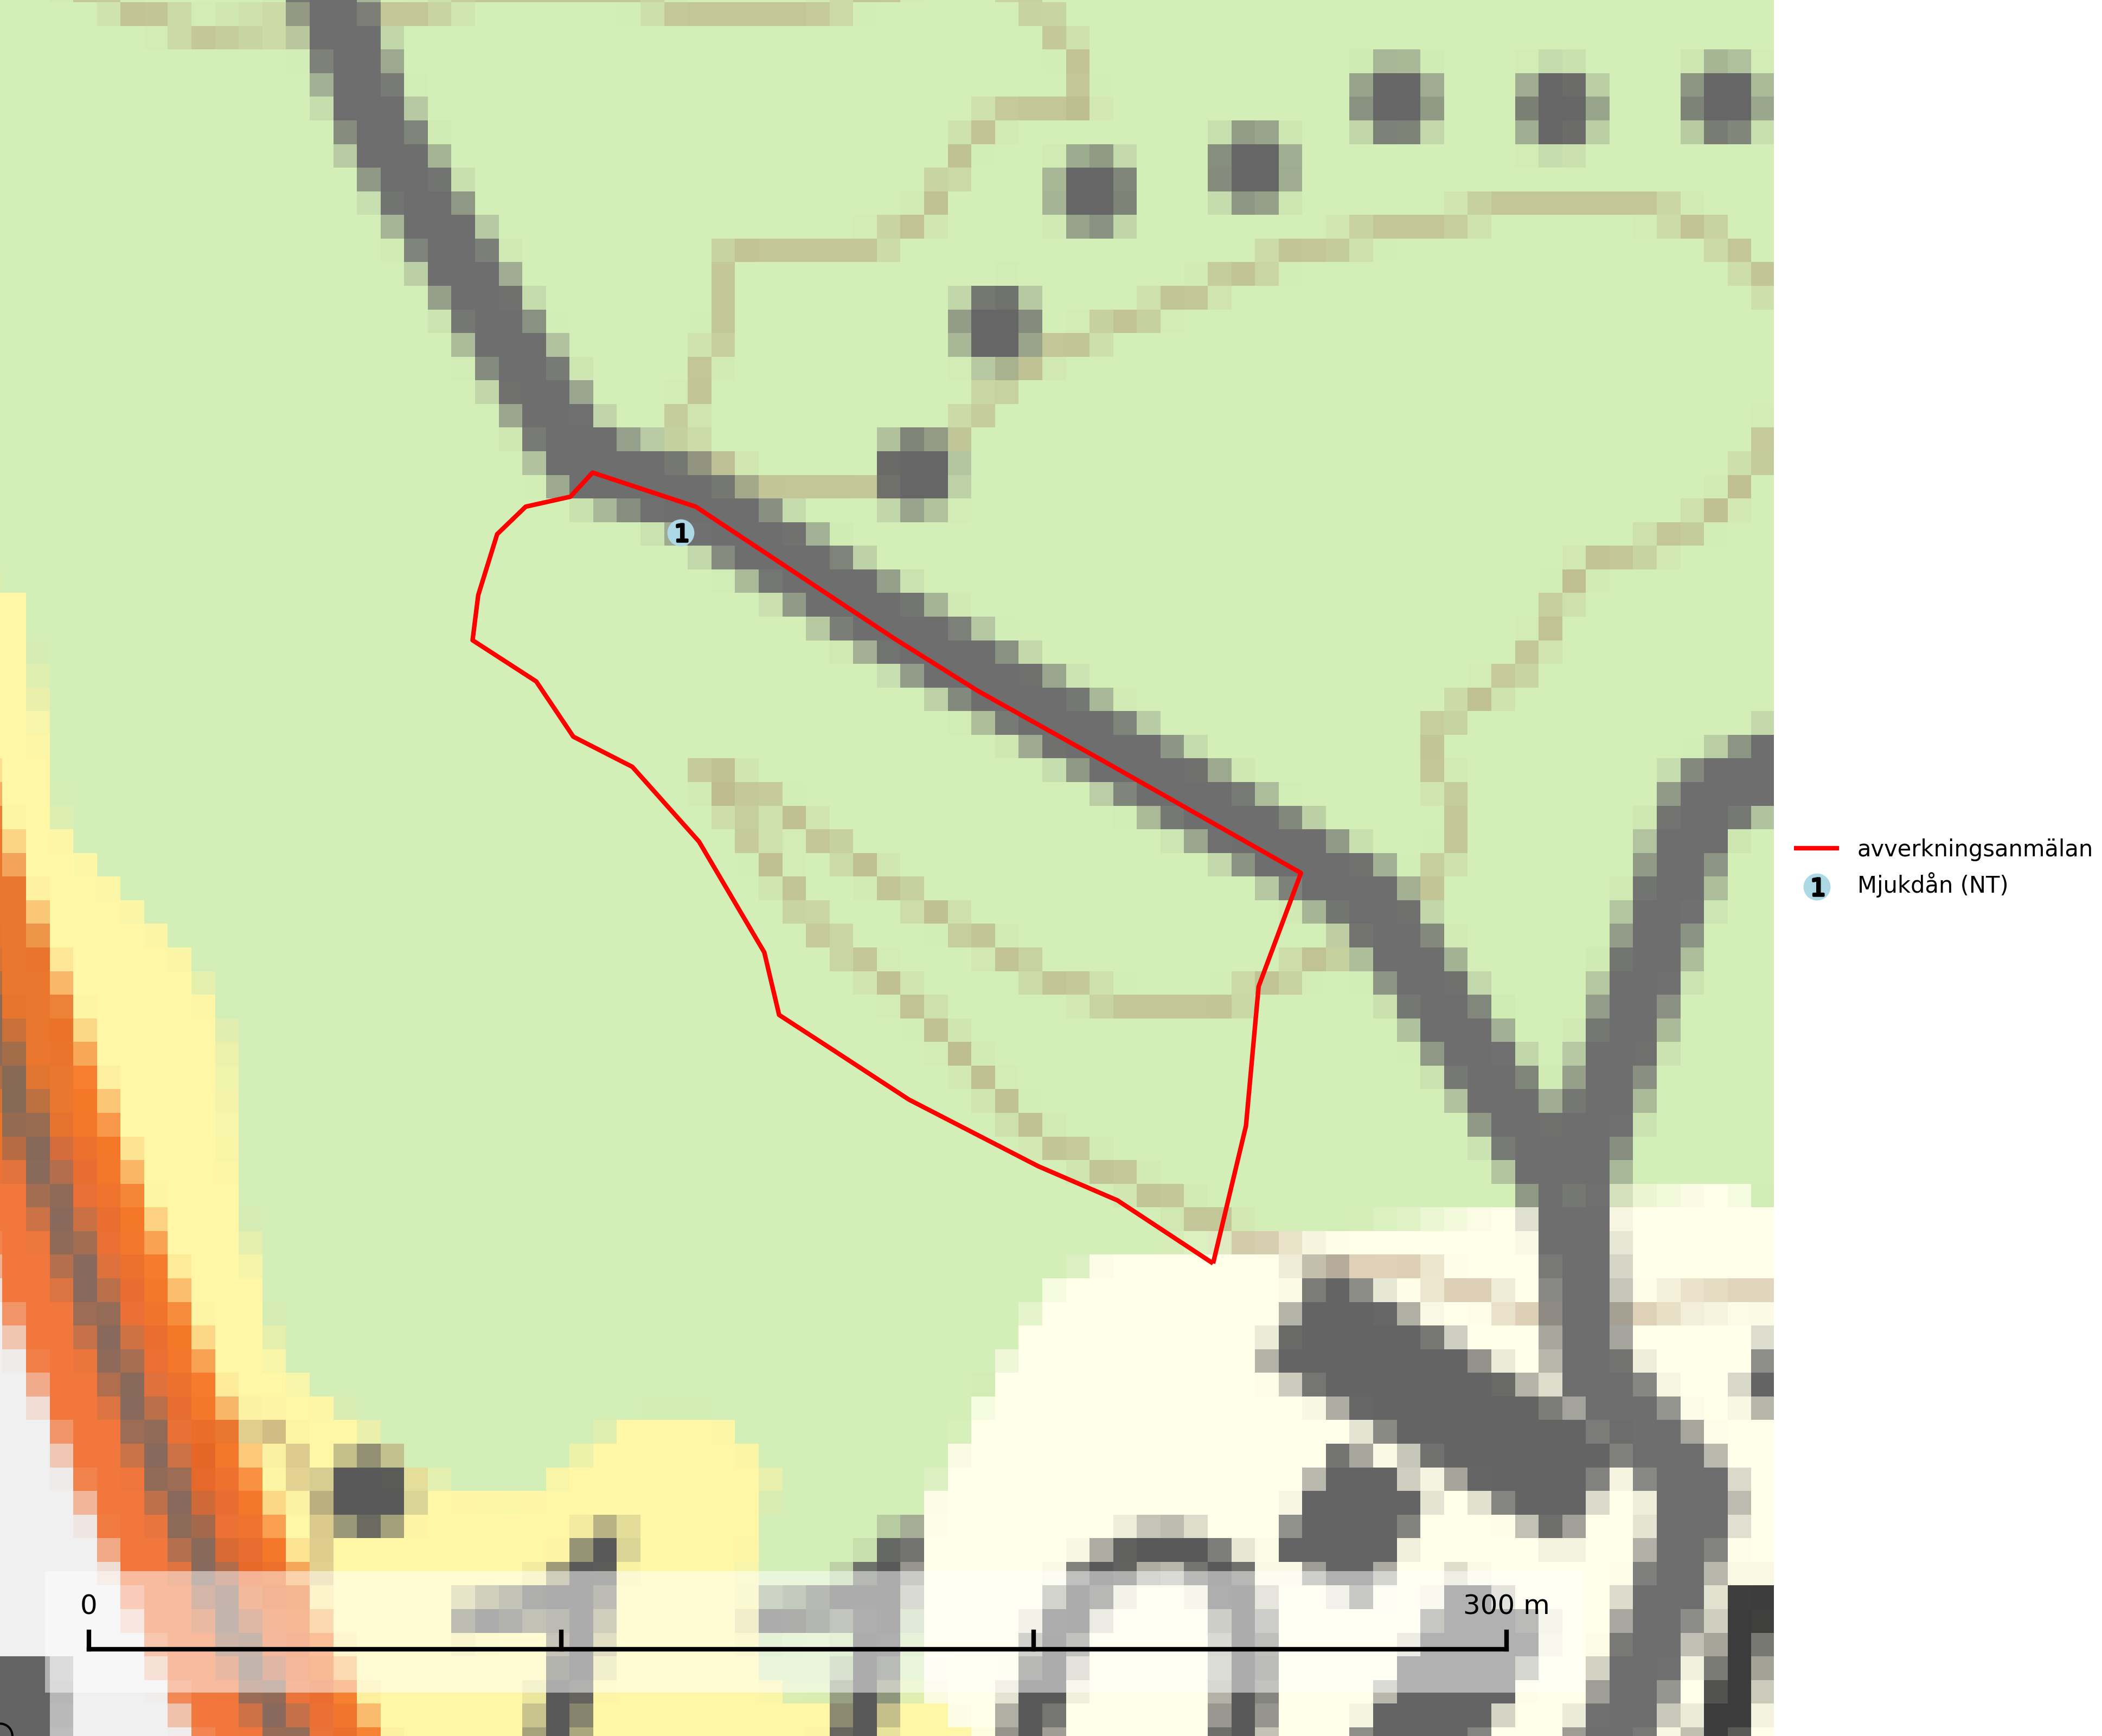 1
avverkningsanmälan
1 Mjukdån (NT)
0 300 m